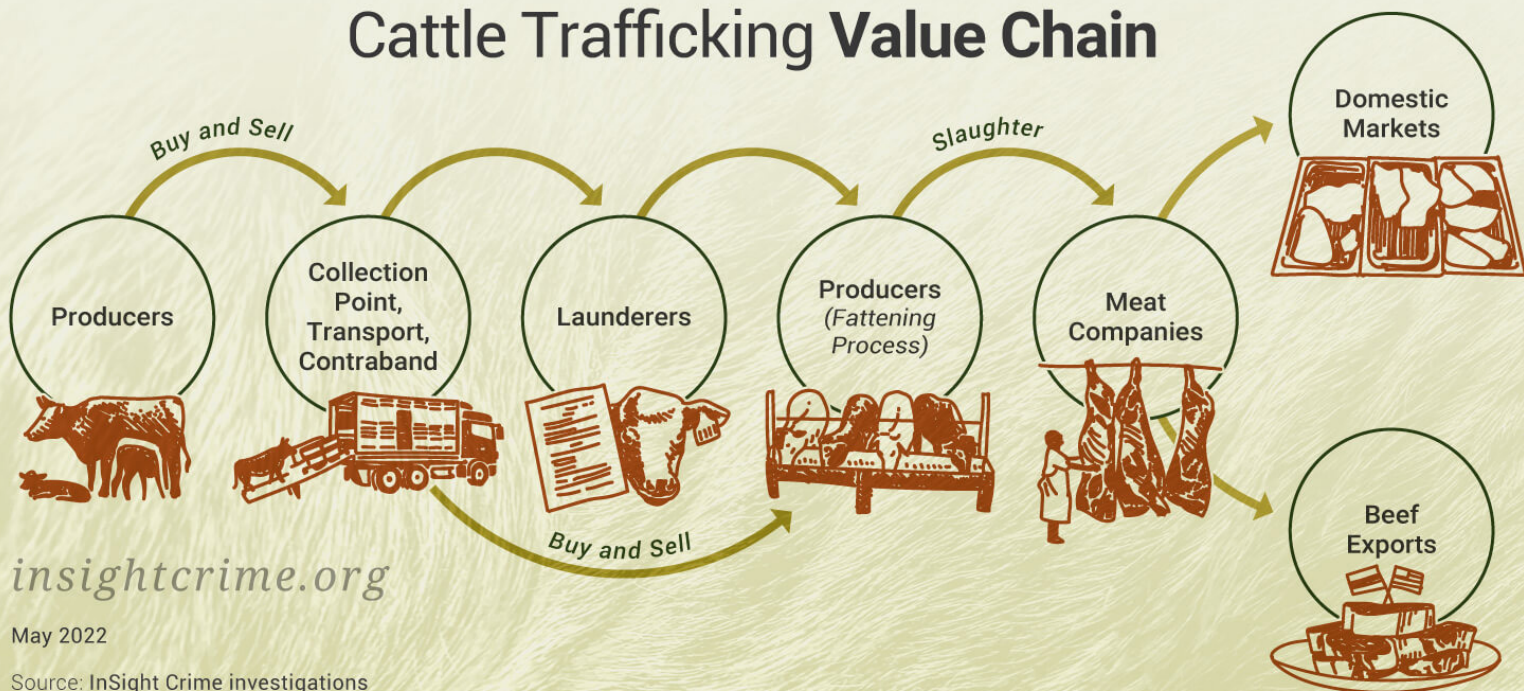 Cattle Trafficking Value Chain
Buy and Sell
Slaughter
Domestic
Markets
Producers
Collection
Point,
Transport,
Contraband
Launderers
Producers
(Fattening
Process)
Meat
Companies
Buy and Sell
Beef
Exports
insightcrime.org
May 2022
Source: InSight Crime investigations